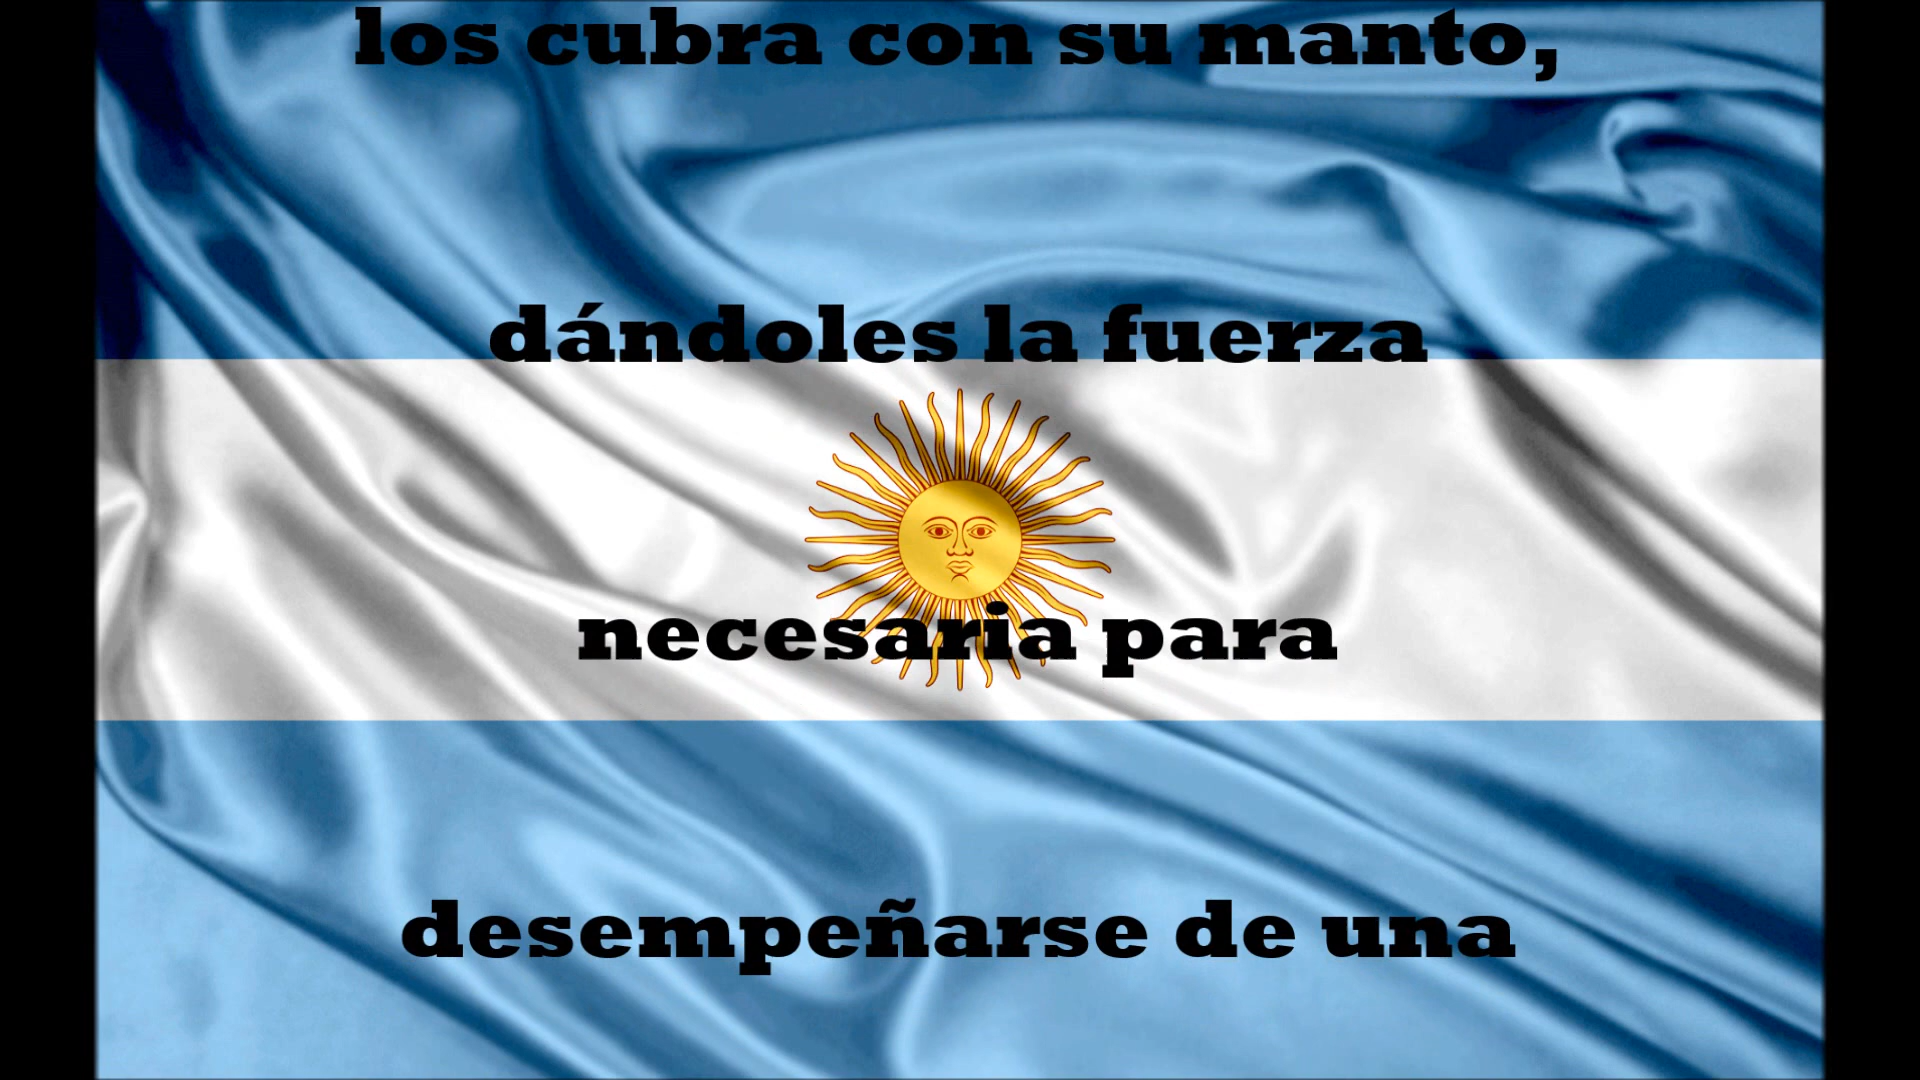 los cubra con su manto,
dándoles la fuerza
necesaria para
desempeñarse de una